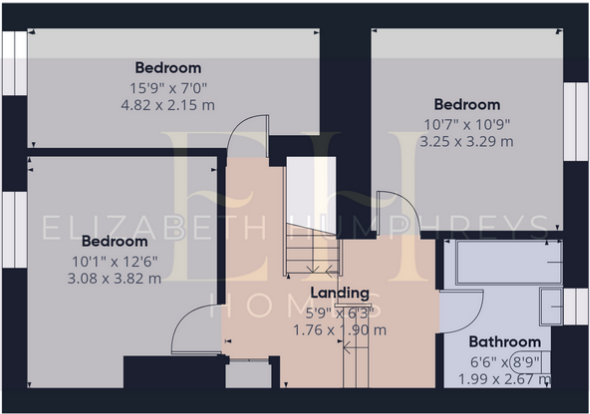 Bedroom
15'9" x 7'0"
4.82 x 2.15 m
Bedroom
10'7" x 10'9"
3.25 x 3.29 m
EH
ELIZABETH HUMPHREYS
HOMES
Bedroom
10'1" x 12'6"
3.08 x 3.82 m
Landing
5'9" x 6'3"
1.76 x 1.90 m
Bathroom
6'6" x 8'9"
1.99 x 2.67 m